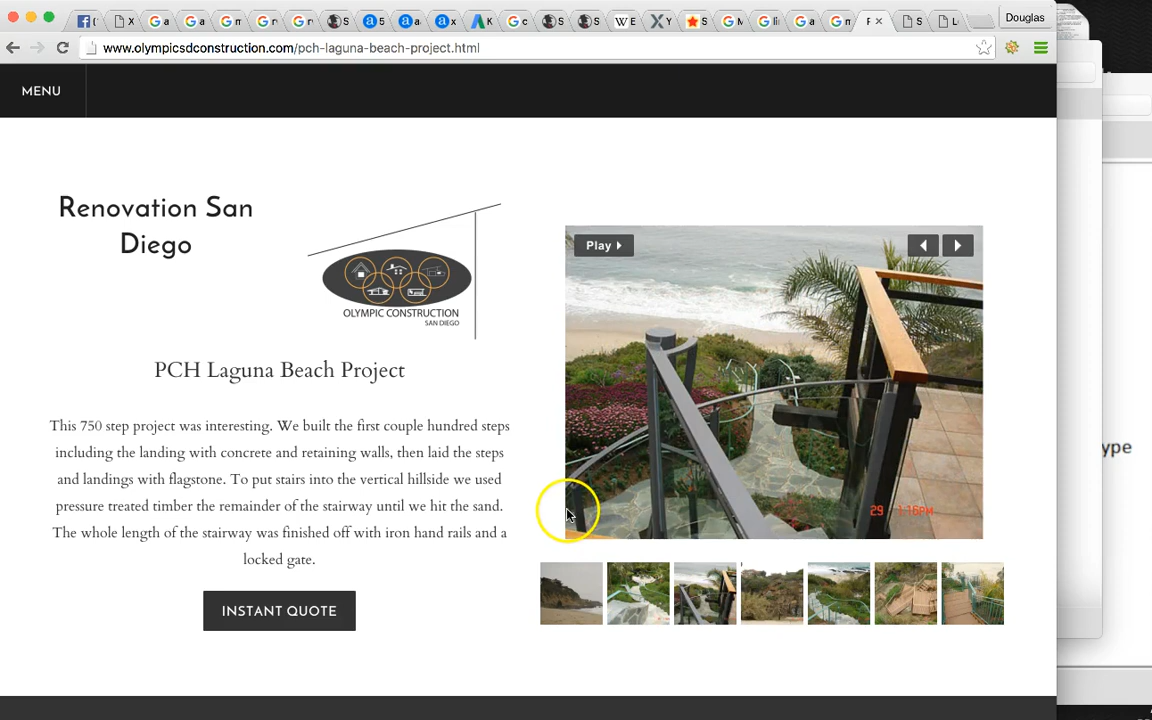 Douglas
www.olympicsdconstruction.com/pch-laguna-beach-project.html
MENU
Renovation San
Diego
OLYMPIC CONSTRUCTION
SAN DIEGO
PCH Laguna Beach Project
This 750 step project was interesting. We built the first couple hundred steps
including the landing with concrete and retaining walls, then laid the steps
and landings with flagstone. To put stairs into the vertical hillside we used
pressure treated timber the remainder of the stairway until we hit the sand.
The whole length of the stairway was finished off with iron hand rails and a
locked gate.
INSTANT QUOTE
Play
29 1:16PM
ype